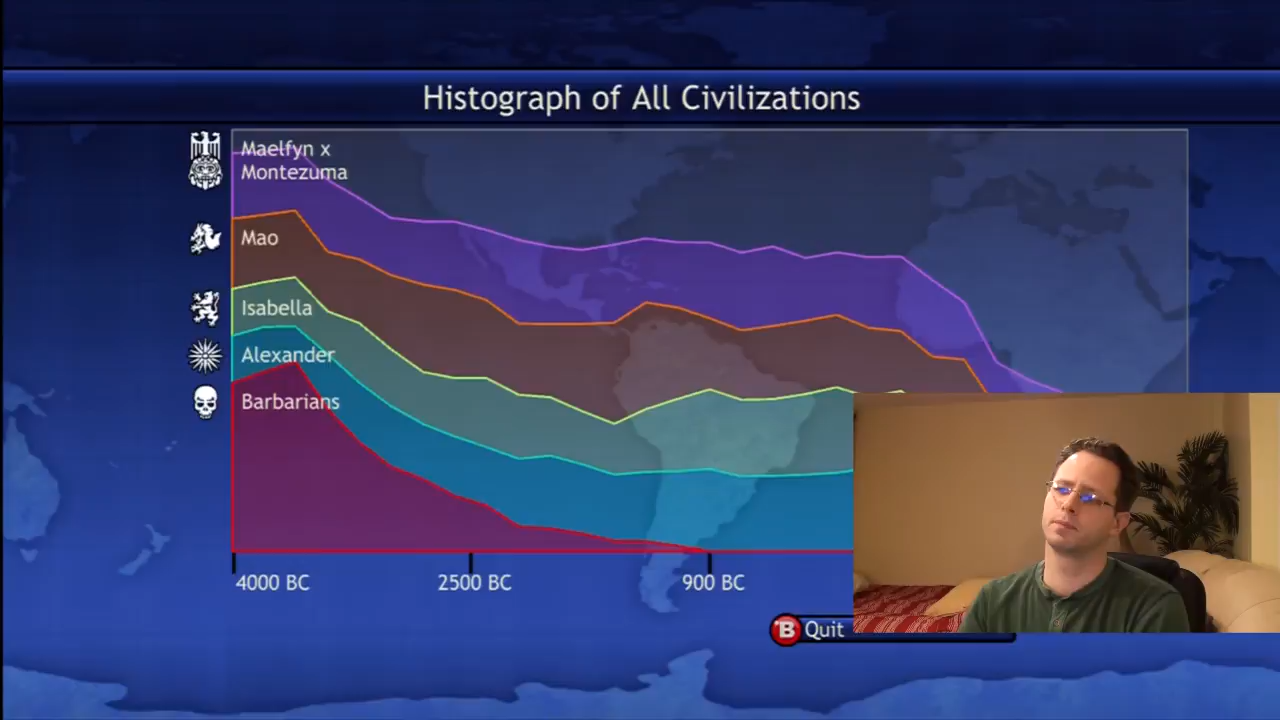 Histograph of All Civilizations
Maelfyn x
Montezuma
Mao
Isabella
Alexander
Barbarians
4000 BC
2500 BC
900 BC
B Quit